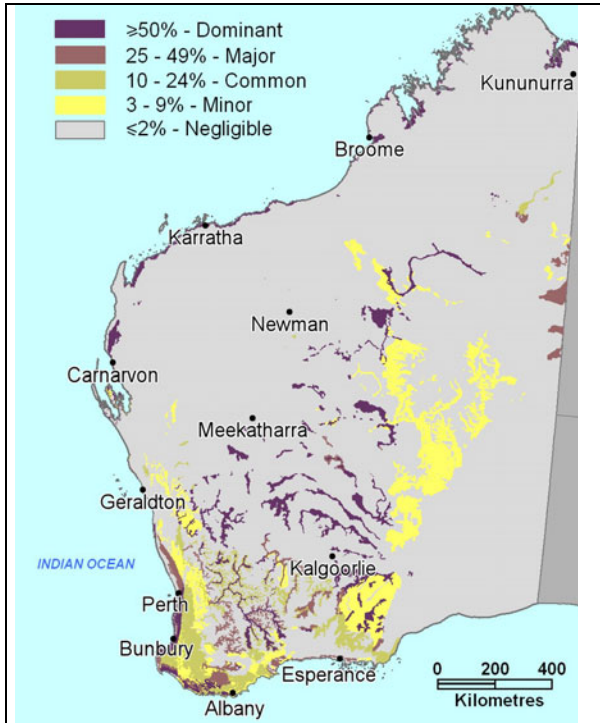 ≥50% - Dominant
25 - 49% - Major
10 - 24% - Common
3 - 9% - Minor
≤2% - Negligible
Kununurra
Broome
Karratha
Newman
Carnarvon
Meekatharra
Geraldton
INDIAN OCEAN
Kalgoorlie
Perth
Bunbury
Esperance
Albany
0 200 400
Kilometres